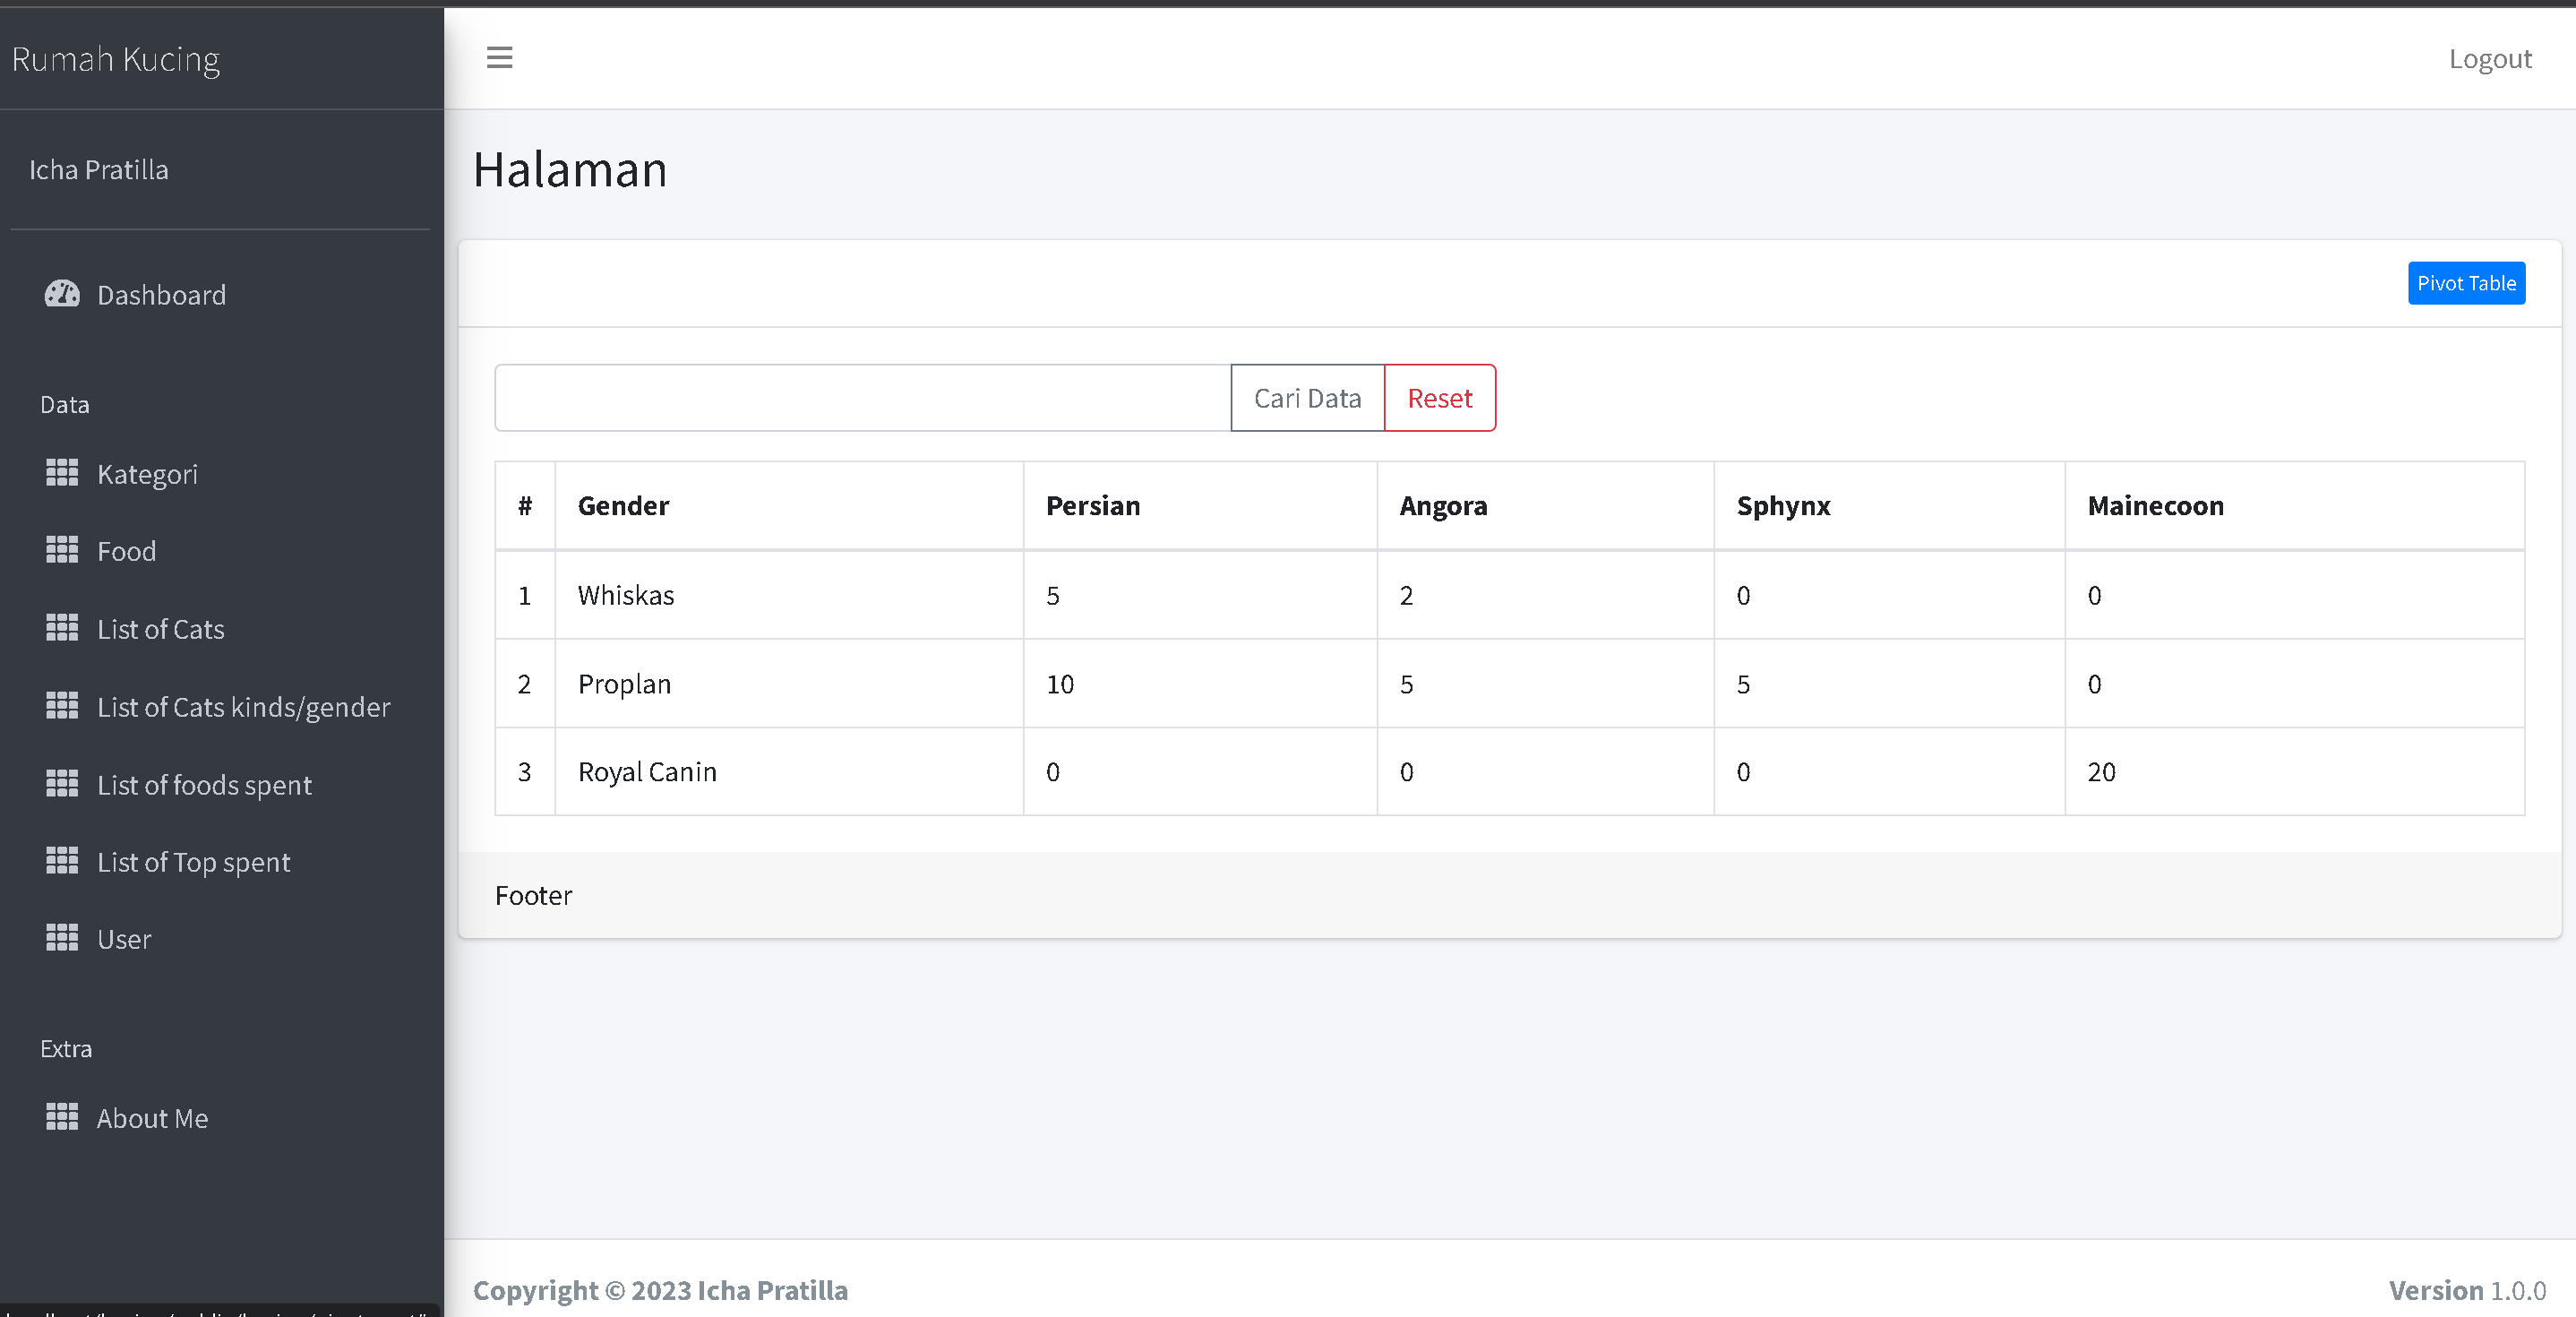 Rumah Kucing
Logout
Icha Pratilla
Dashboard
Data
Kategori
Food
List of Cats
List of Cats kinds/gender
List of foods spent
List of Top spent
User
Extra
About Me
Halaman
Pivot Table
Cari Data Reset
# Gender Persian Angora Sphynx Mainecoon
1 Whiskas 5 2 0 0
2 Proplan 10 5 5 0
3 Royal Canin 0 0 0 20
Footer
Copyright © 2023 Icha Pratilla
Version 1.0.0